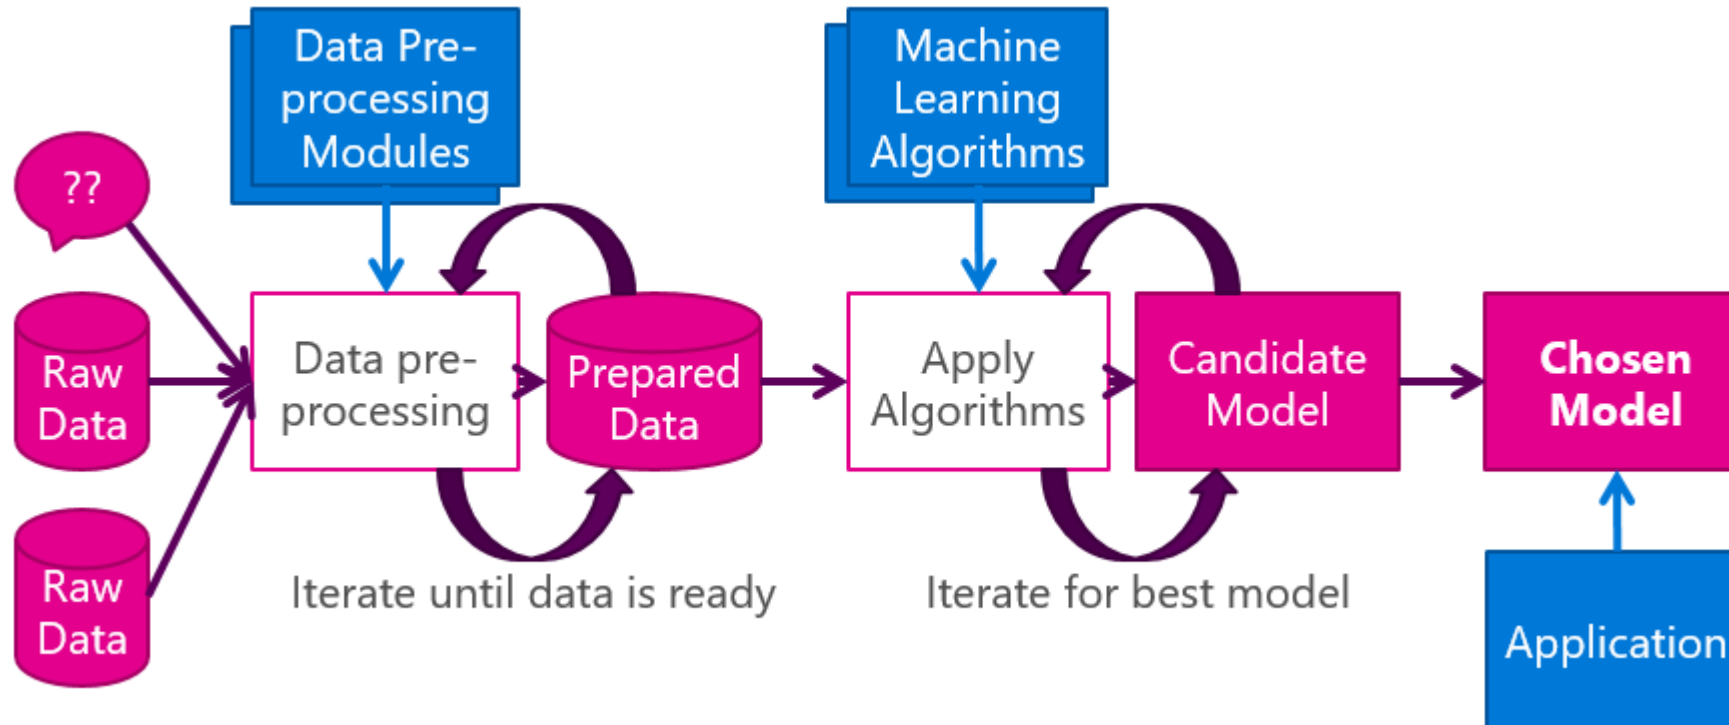 Data Pre-
processing
Modules
Machine
Learning
Algorithms
??
Raw
Data
Data pre-
processing
Prepared
Data
Apply
Algorithms
Candidate
Model
Chosen
Model
Raw
Data
Iterate until data is ready
Iterate for best model
Application